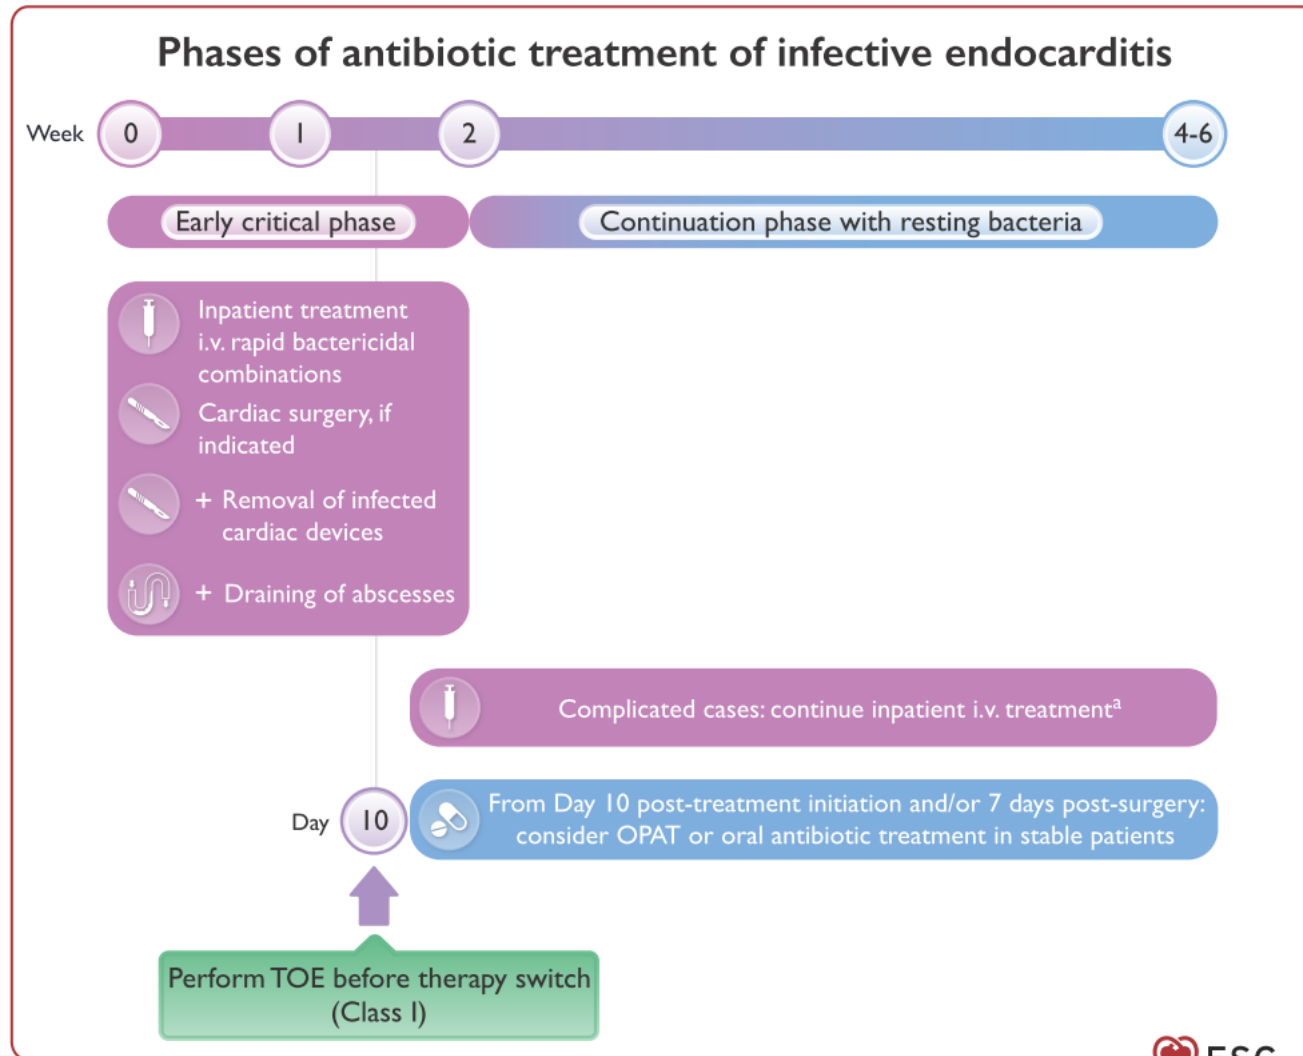 Phases of antibiotic treatment of infective endocarditis
Week
0
1
2
4-6
Early critical phase
Continuation phase with resting bacteria
Inpatient treatment
i.v. rapid bactericidal
combinations
Cardiac surgery, if
indicated
+ Removal of infected
cardiac devices
+ Draining of abscesses
Complicated cases: continue inpatient i.v. treatmentᵃ
Day
10
From Day 10 post-treatment initiation and/or 7 days post-surgery:
consider OPAT or oral antibiotic treatment in stable patients
Perform TOE before therapy switch
(Class I)
ESC